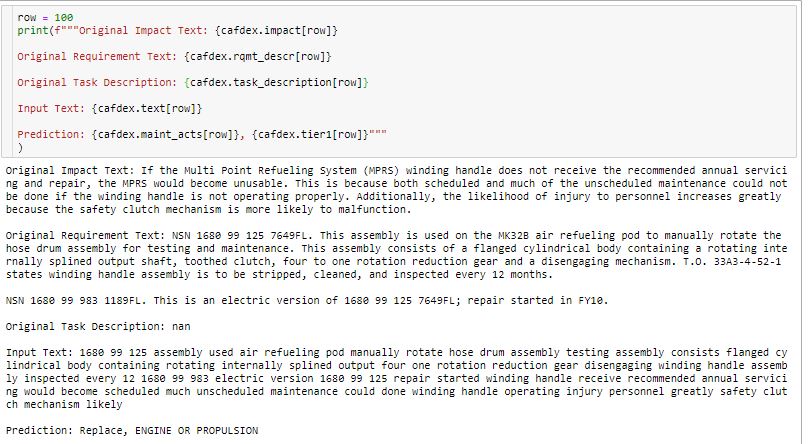 row = 100
print(f"""Original Impact Text: {cafdex.impact[row]}
Original Requirement Text: {cafdex.rqmt_descr[row]}
Original Task Description: {cafdex.task_description[row]}
Input Text: {cafdex.text[row]}
Prediction: {cafdex.maint_acts[row]}, {cafdex.tier1[row]}"""
)
Original Impact Text: If the Multi Point Refueling System (MPRS) winding handle does not receive the recommended annual servici
ng and repair, the MPRS would become unusable. This is because both scheduled and much of the unscheduled maintenance could not
be done if the winding handle is not operating properly. Additionally, the likelihood of injury to personnel increases greatly
because the safety clutch mechanism is more likely to malfunction.
Original Requirement Text: NSN 1680 99 125 7649FL. This assembly is used on the MK32B air refueling pod to manually rotate the
hose drum assembly for testing and maintenance. This assembly consists of a flanged cylindrical body containing a rotating inte
rnally splined output shaft, toothed clutch, four to one rotation reduction gear and a disengaging mechanism. T.O. 33A3-4-52-1
states winding handle assembly is to be stripped, cleaned, and inspected every 12 months.
NSN 1680 99 983 1189FL. This is an electric version of 1680 99 125 7649FL; repair started in FY10.
Original Task Description: nan
Input Text: 1680 99 125 assembly used air refueling pod manually rotate hose drum assembly testing assembly consists flanged cy
lindrical body containing rotating internally splined output four one rotation reduction gear disengaging winding handle assemb
ly inspected every 12 1680 99 983 electric version 1680 99 125 repair started winding handle receive recommended annual servici
ng would become scheduled much unscheduled maintenance could done winding handle operating injury personnel greatly safety clut
ch mechanism likely
Prediction: Replace, ENGINE OR PROPULSION